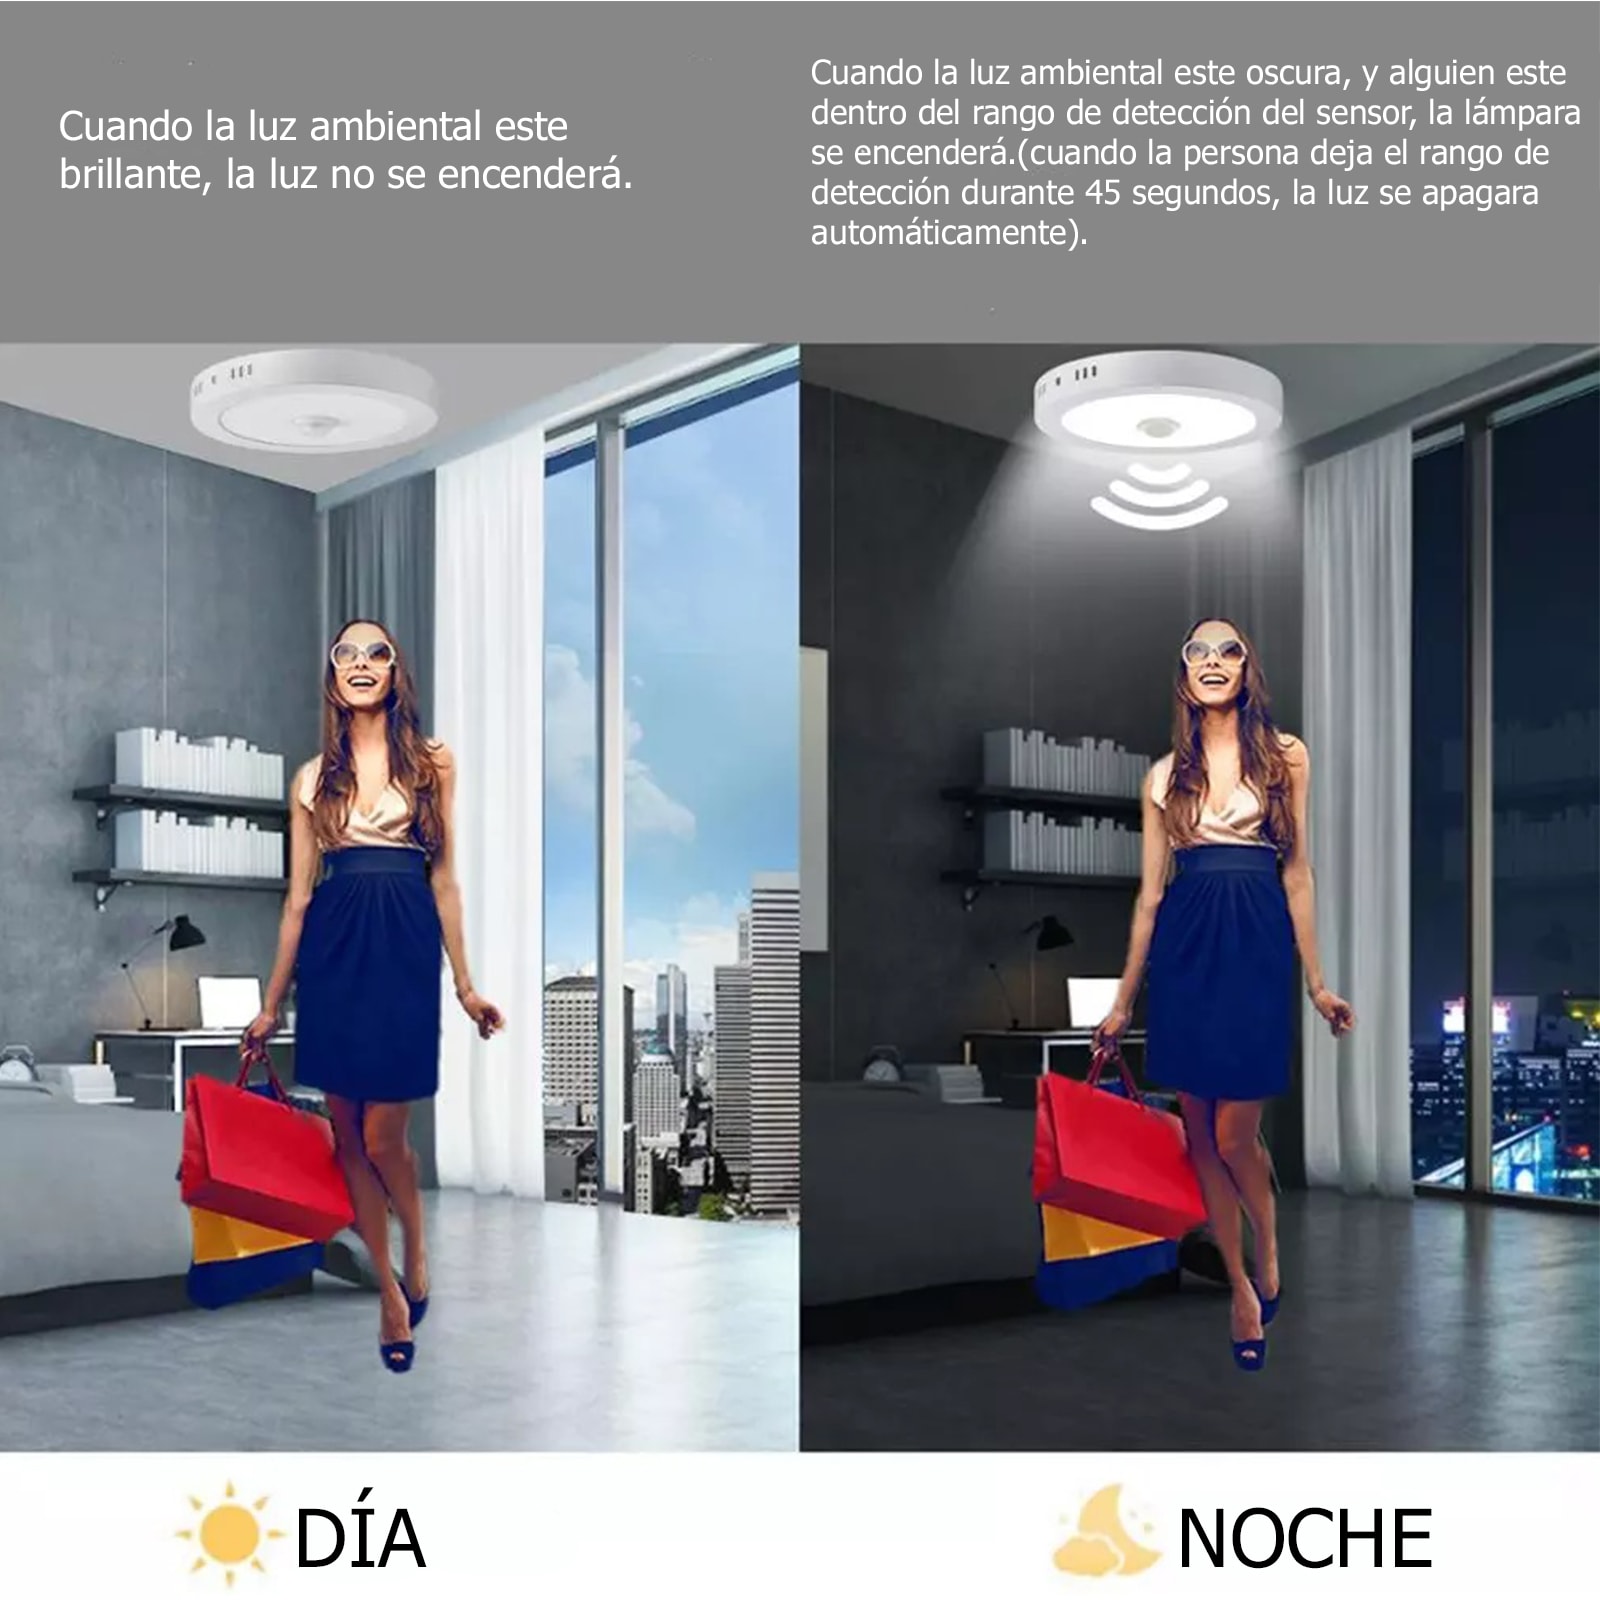 Cuando la luz ambiental este
brillante, la luz no se encenderá.
Cuando la luz ambiental este oscura, y alguien este
dentro del rango de detección del sensor, la lámpara
se encenderá.(cuando la persona deja el rango de
detección durante 45 segundos, la luz se apagara
automáticamente).
DÍA
NOCHE